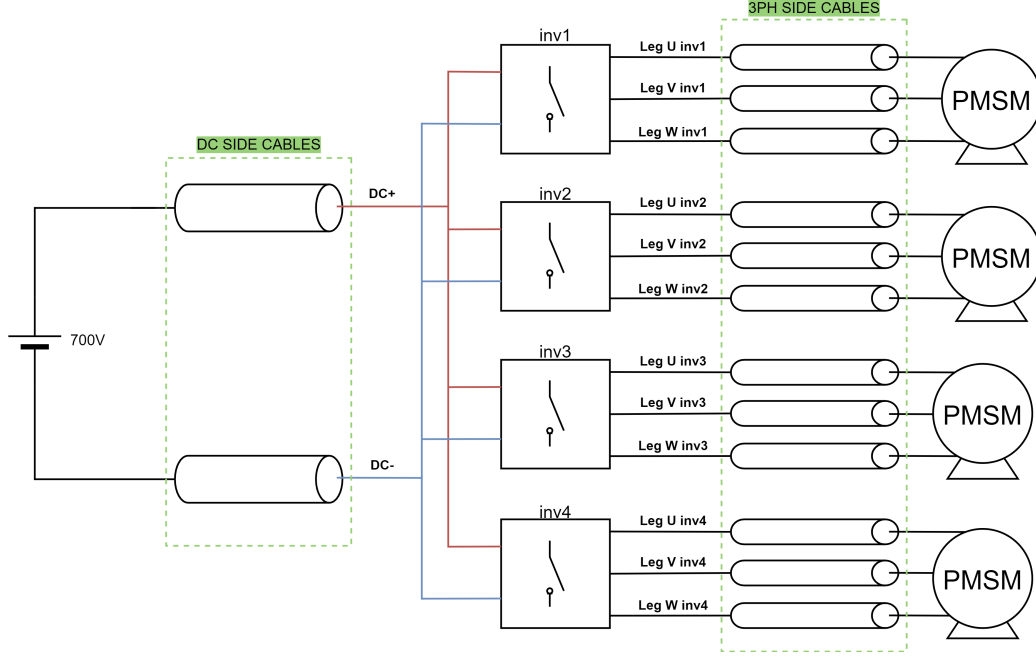 3PH SIDE CABLES
inv1
Leg U inv1
Leg V inv1
Leg W inv1
PMSM
DC SIDE CABLES
DC+
inv2
Leg U inv2
Leg V inv2
Leg W inv2
PMSM
700V
inv3
Leg U inv3
Leg V inv3
Leg W inv3
PMSM
DC-
inv4
Leg U inv4
Leg V inv4
Leg W inv4
PMSM